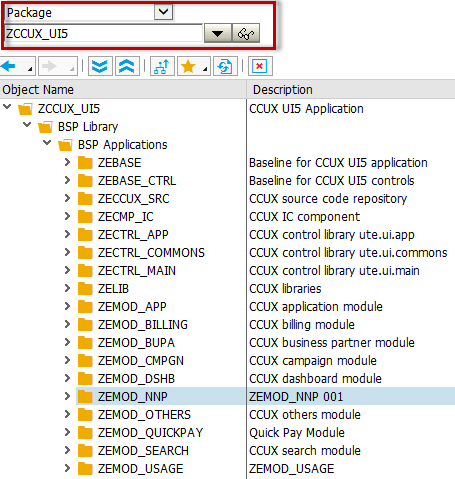 Package
ZCCUX_UI5
Object Name Description
ZCCUX_UI5 CCUX UI5 Application
BSP Library
BSP Applications
ZEBASE Baseline for CCUX UI5 application
ZEBASE_CTRL Baseline for CCUX UI5 controls
ZECCUX_SRC CCUX source code repository
ZECMP_IC CCUX IC component
ZECTRL_APP CCUX control library ute.ui.app
ZECTRL_COMMONS CCUX control library ute.ui.commons
ZECTRL_MAIN CCUX control library ute.ui.main
ZELIB CCUX libraries
ZEMOD_APP CCUX application module
ZEMOD_BILLING CCUX billing module
ZEMOD_BUPA CCUX business partner module
ZEMOD_CMPGN CCUX campaign module
ZEMOD_DSHB CCUX dashboard module
ZEMOD_NNP ZEMOD_NNP 001
ZEMOD_OTHERS CCUX others module
ZEMOD_QUICKPAY Quick Pay Module
ZEMOD_SEARCH CCUX search module
ZEMOD_USAGE ZEMOD_USAGE